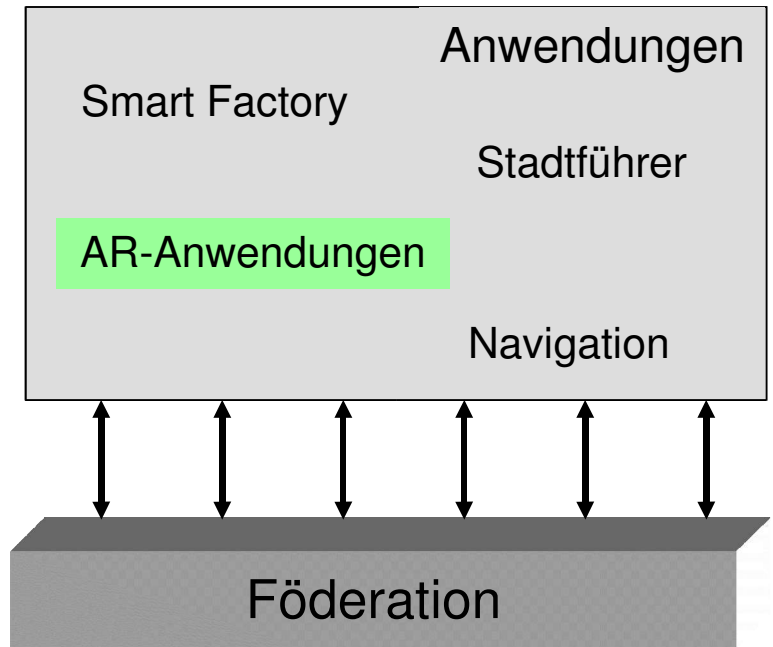 Anwendungen
Smart Factory
Stadtführer
AR-Anwendungen
Navigation
Föderation